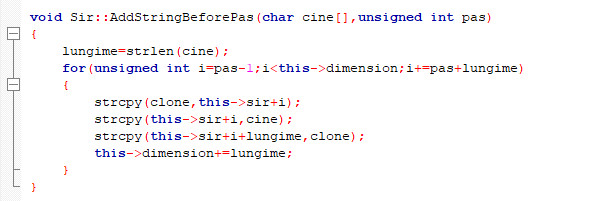 void Sir::AddStringBeforePas(char cine[],unsigned int pas)
{
lungime=strlen(cine);
for(unsigned int i=pas-1;i<this->dimension;i+=pas+lungime)
{
strcpy(clone,this->sir+i);
strcpy(this->sir+i,cine);
strcpy(this->sir+i+lungime,clone);
this->dimension+=lungime;
}
}